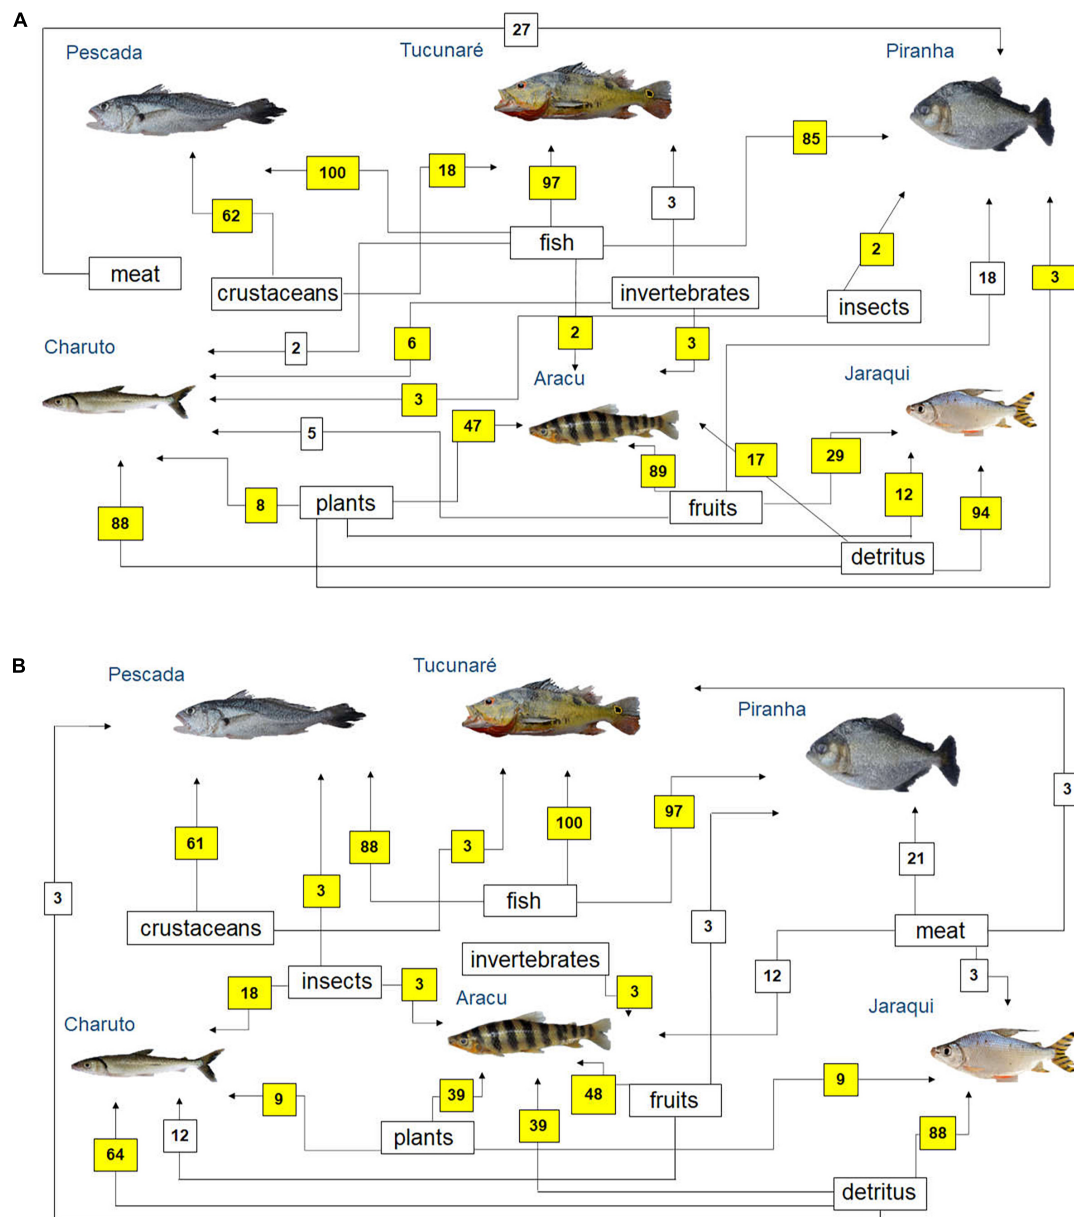 A
27
Pescada
Tucunaré
Piranha
85
100
18
97
3
62
fish
2
18
3
meat
crustaceans
invertebrates
insects
2
6
2
3
Charuto
Aracu
Jaraqui
3
5
47
89
17
29
12
94
8
plants
fruits
88
detritus
B
Pescada
Tucunaré
Piranha
3
97
100
61
88
3
21
3
3
fish
3
crustaceans
meat
invertebrates
12
3
insects
18
3
3
Aracu
Jaraqui
Charuto
9
39
48
fruits
9
12
plants
39
88
64
detritus